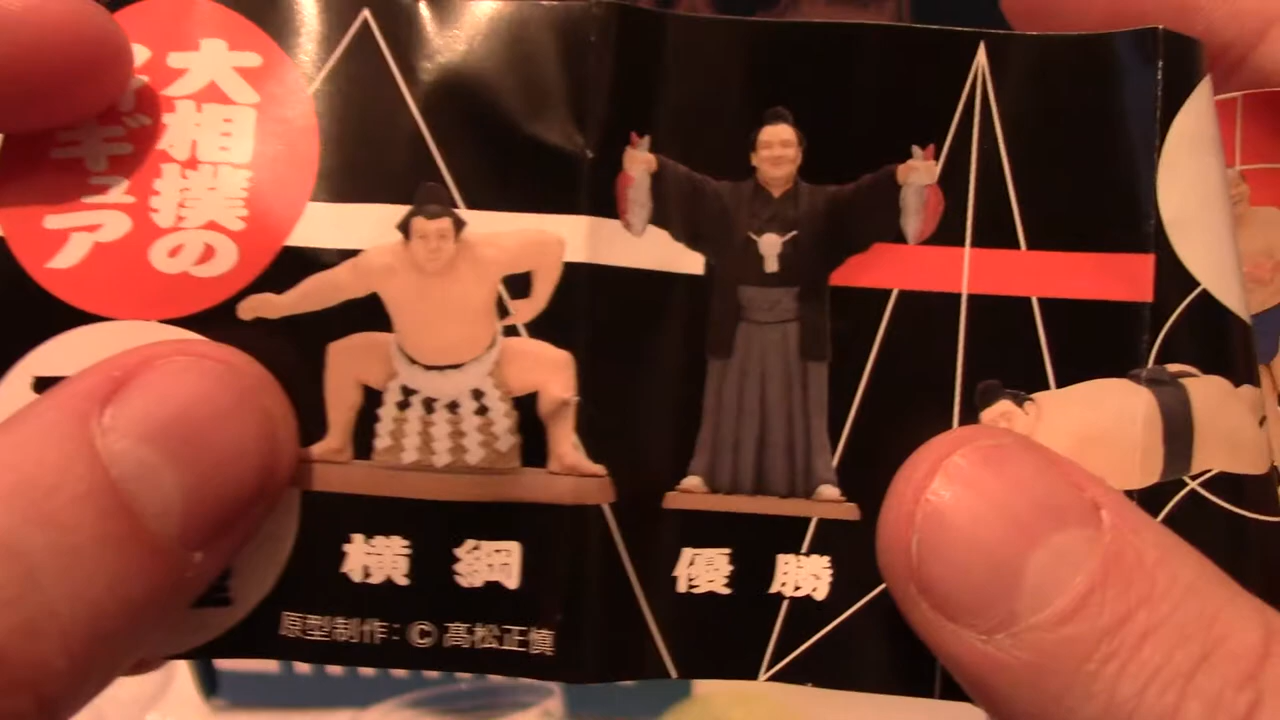 大相撲の
ギュア
横綱
優勝
原型制作：© 髙松正慎